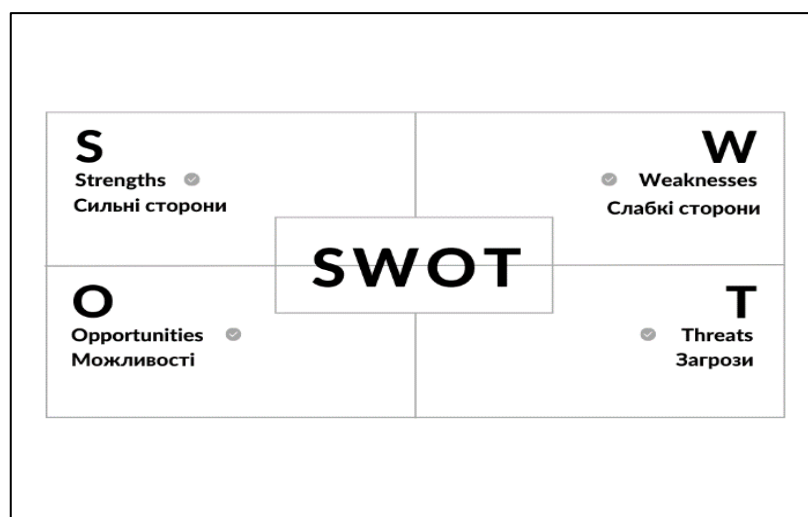 S
Strengths
Сильні сторони
W
Weaknesses
Слабкі сторони
SWOT
O
Opportunities
Можливості
T
Threats
Загрози